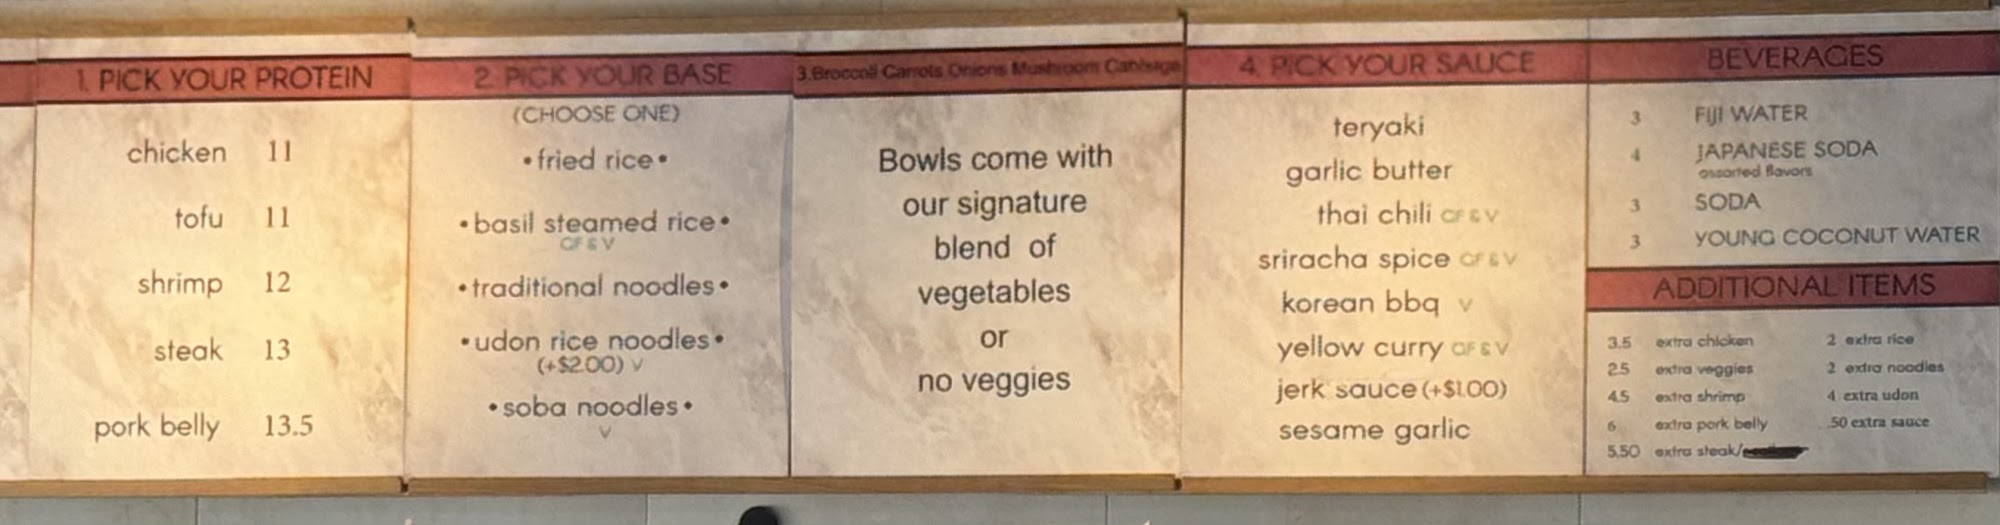 1. PICK YOUR PROTEIN
chicken 11
tofu 11
shrimp 12
steak 13
pork belly 13.5
2. PICK YOUR BASE
(CHOOSE ONE)
•fried rice•
•basil steamed rice•
GF & V
•traditional noodles•
•udon rice noodles•
(+$2.00) V
•soba noodles•
V
3.Broccoli Carrots Onions Mushroom Cabbage
Bowls come with
our signature
blend of
vegetables
or
no veggies
4. PICK YOUR SAUCE
teryaki
garlic butter
thai chili GF & V
sriracha spice GF & V
korean bbq V
yellow curry GF & V
jerk sauce (+$1.00)
sesame garlic
BEVERAGES
3 FIJI WATER
4 JAPANESE SODA
assorted flavors
3 SODA
3 YOUNG COCONUT WATER
ADDITIONAL ITEMS
3.5 extra chicken 2 extra rice
2.5 extra veggies 2 extra noodles
4.5 extra shrimp 4 extra udon
6 extra pork belly .50 extra sauce
5.50 extra steak/